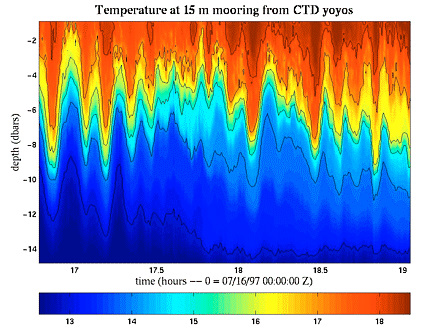 Temperature at 15 m mooring from CTD yoyos
depth (dbars)
-2
-4
-6
-8
-10
-12
-14
17 17.5 18 18.5 19
time (hours -- 0 = 07/16/97 00:00:00 Z)
13 14 15 16 17 18